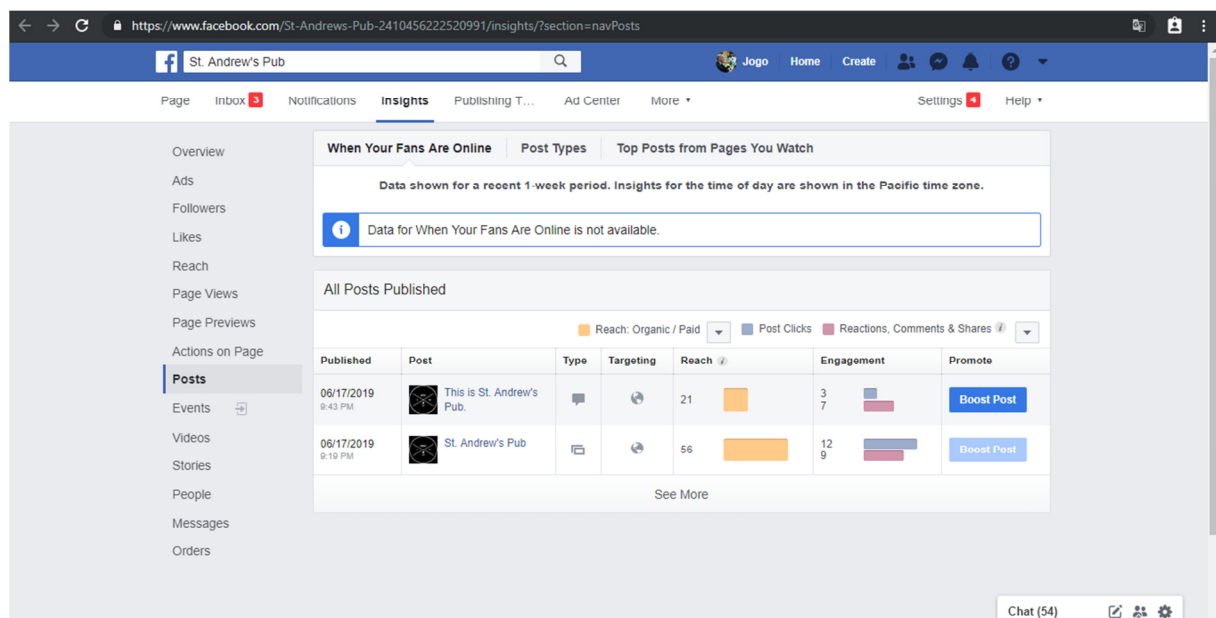 https://www.facebook.com/St-Andrews-Pub-2410456222520991/insights/?section=navPosts
St. Andrew's Pub
Jogo Home Create
Page Inbox 3 Notifications Insights Publishing T... Ad Center More Settings 4 Help
Overview
Ads
Followers
Likes
Reach
Page Views
Page Previews
Actions on Page
Posts
Events
Videos
Stories
People
Messages
Orders
When Your Fans Are Online Post Types Top Posts from Pages You Watch
Data shown for a recent 1-week period. Insights for the time of day are shown in the Pacific time zone.
Data for When Your Fans Are Online is not available.
All Posts Published
Reach: Organic / Paid Post Clicks Reactions, Comments & Shares
Published Post Type Targeting Reach Engagement Promote
06/17/2019 This is St. Andrew's 3
9:43 PM Pub. 21 7 Boost Post
06/17/2019 St. Andrew's Pub 12
9:19 PM 56 9 Boost Post
See More
Chat (54)